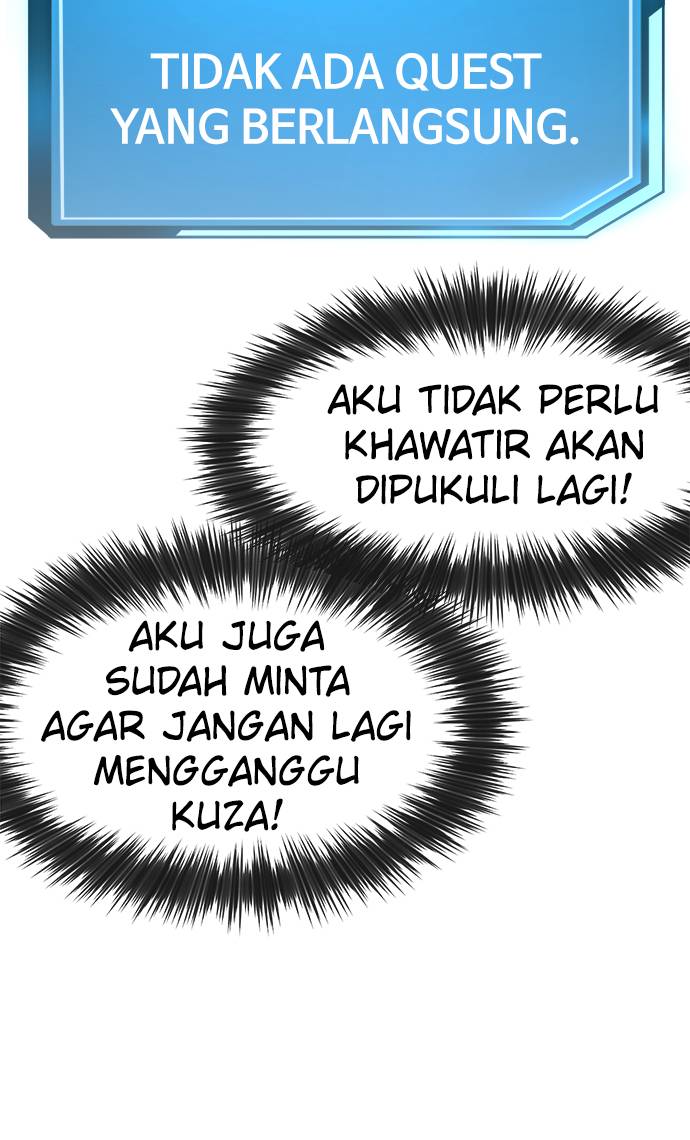 TIDAK ADA QUEST
YANG BERLANGSUNG.
AKU TIDAK PERLU
KHAWATIR AKAN
DIPUKULI LAGI!
AKU JUGA
SUDAH MINTA
AGAR JANGAN LAGI
MENGGANGGU
KUZA!